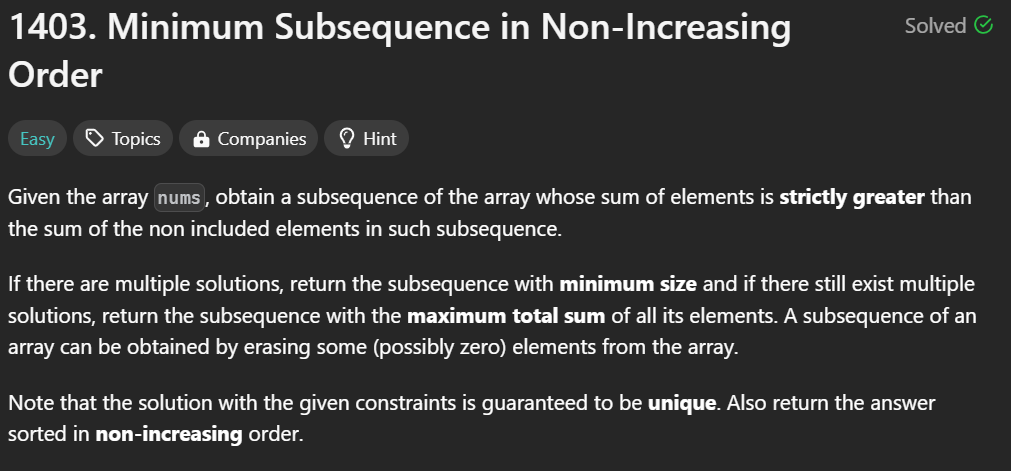 1403. Minimum Subsequence in Non-Increasing
Solved
Order
Easy
Topics
Companies
Hint
Given the array nums, obtain a subsequence of the array whose sum of elements is strictly greater than
the sum of the non included elements in such subsequence.
If there are multiple solutions, return the subsequence with minimum size and if there still exist multiple
solutions, return the subsequence with the maximum total sum of all its elements. A subsequence of an
array can be obtained by erasing some (possibly zero) elements from the array.
Note that the solution with the given constraints is guaranteed to be unique. Also return the answer
sorted in non-increasing order.